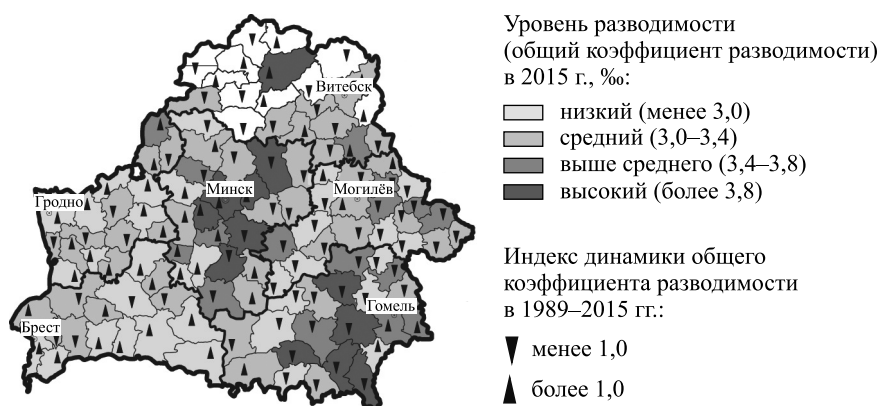 Витебск
Минск
Могилёв
Гродно
Гомель
Брест
Уровень разводимости
(общий коэффициент разводимости)
в 2015 г., ‰:
низкий (менее 3,0)
средний (3,0–3,4)
выше среднего (3,4–3,8)
высокий (более 3,8)
Индекс динамики общего
коэффициента разводимости
в 1989–2015 гг.:
менее 1,0
более 1,0